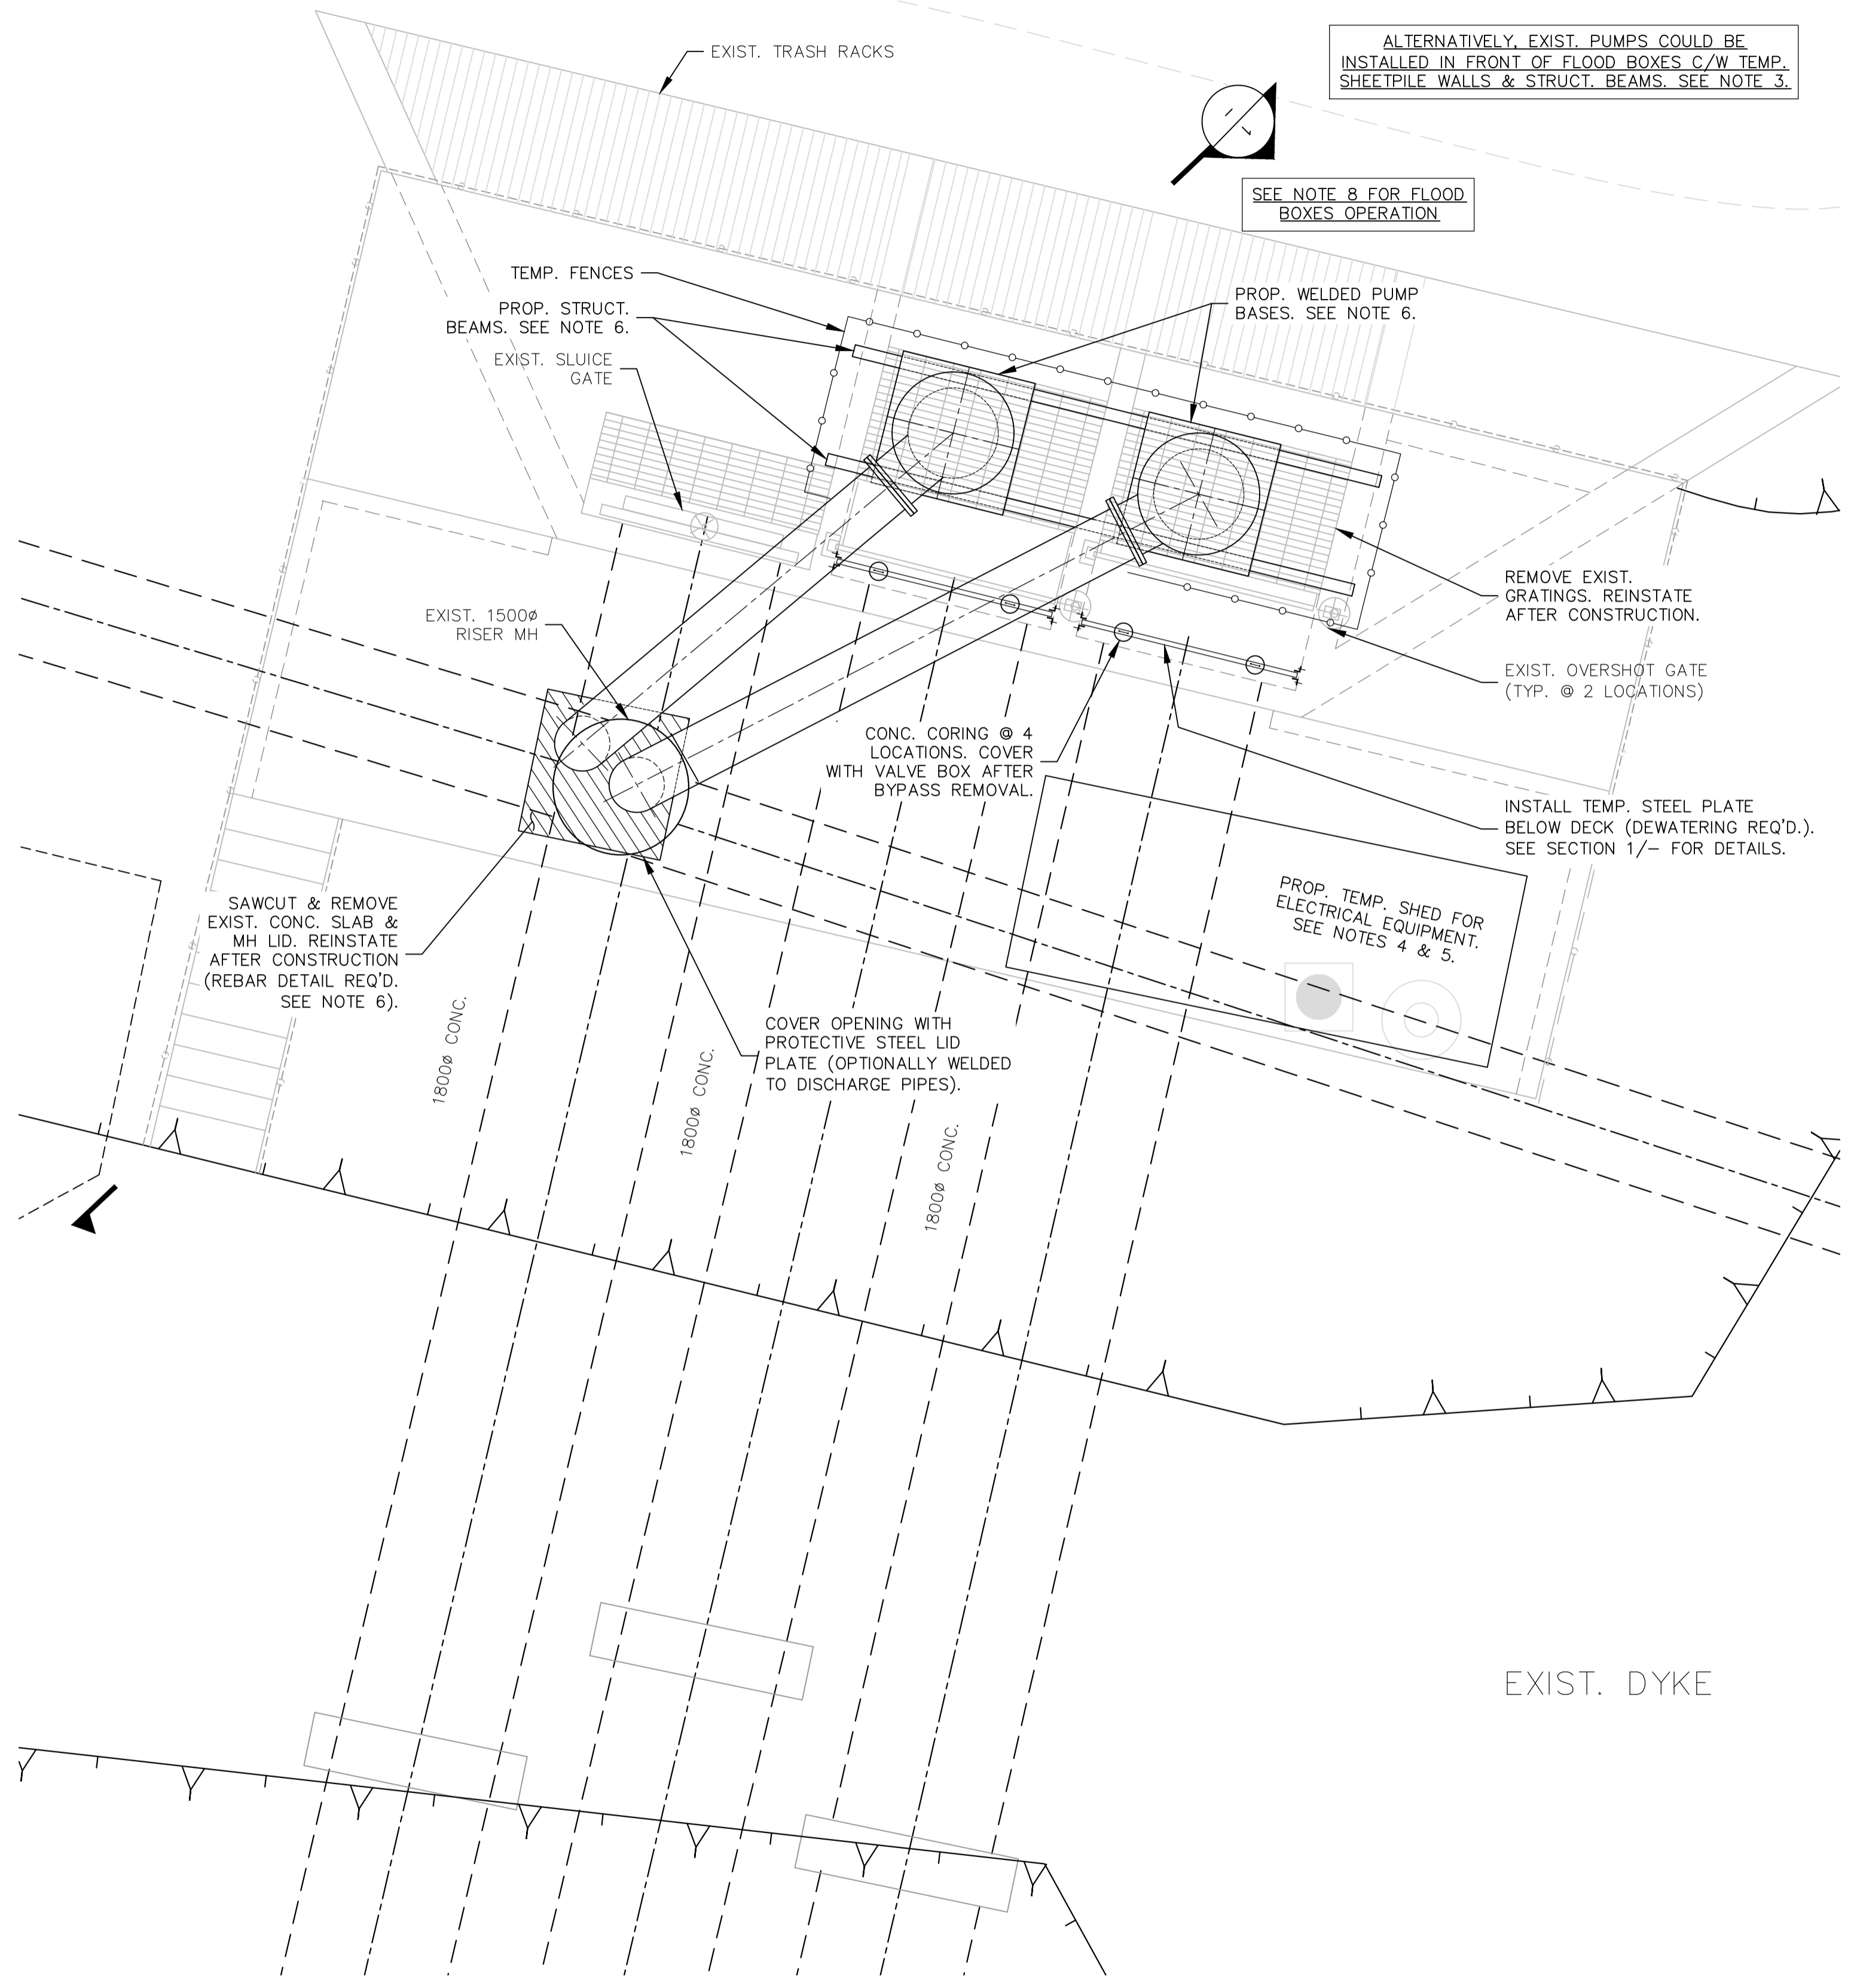 EXIST. TRASH RACKS
ALTERNATIVELY, EXIST. PUMPS COULD BE
INSTALLED IN FRONT OF FLOOD BOXES C/W TEMP.
SHEETPILE WALLS & STRUCT. BEAMS. SEE NOTE 3.
1
-
SEE NOTE 8 FOR FLOOD
BOXES OPERATION
TEMP. FENCES
PROP. STRUCT.
BEAMS. SEE NOTE 6.
EXIST. SLUICE
GATE
PROP. WELDED PUMP
BASES. SEE NOTE 6.
EXIST. 1500ø
RISER MH
REMOVE EXIST.
GRATINGS. REINSTATE
AFTER CONSTRUCTION.
EXIST. OVERSHOT GATE
(TYP. @ 2 LOCATIONS)
CONC. CORING @ 4
LOCATIONS. COVER
WITH VALVE BOX AFTER
BYPASS REMOVAL.
INSTALL TEMP. STEEL PLATE
BELOW DECK (DEWATERING REQ'D.).
SEE SECTION 1/- FOR DETAILS.
PROP. TEMP. SHED FOR
ELECTRICAL EQUIPMENT.
SEE NOTES 4 & 5.
SAWCUT & REMOVE
EXIST. CONC. SLAB &
MH LID. REINSTATE
AFTER CONSTRUCTION
(REBAR DETAIL REQ'D.
SEE NOTE 6).
COVER OPENING WITH
PROTECTIVE STEEL LID
PLATE (OPTIONALLY WELDED
TO DISCHARGE PIPES).
1800ø CONC.
1800ø CONC.
1800ø CONC.
EXIST. DYKE